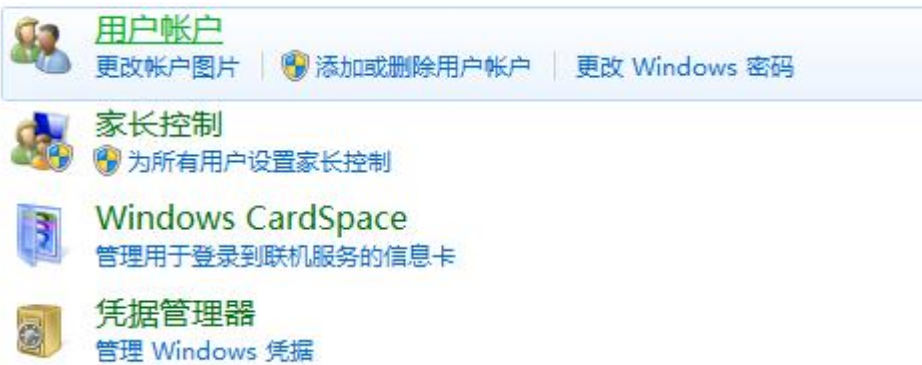 用户帐户
更改帐户图片 添加或删除用户帐户 更改 Windows 密码
家长控制
为所有用户设置家长控制
Windows CardSpace
管理用于登录到联机服务的信息卡
凭据管理器
管理 Windows 凭据